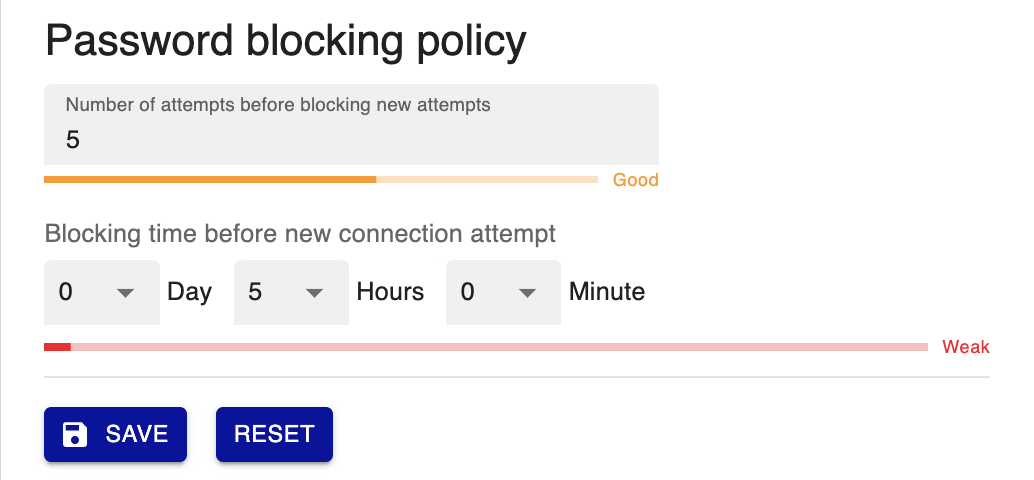 Password blocking policy
Number of attempts before blocking new attempts
5
Good
Blocking time before new connection attempt
0 Day 5 Hours 0 Minute
Weak
SAVE RESET